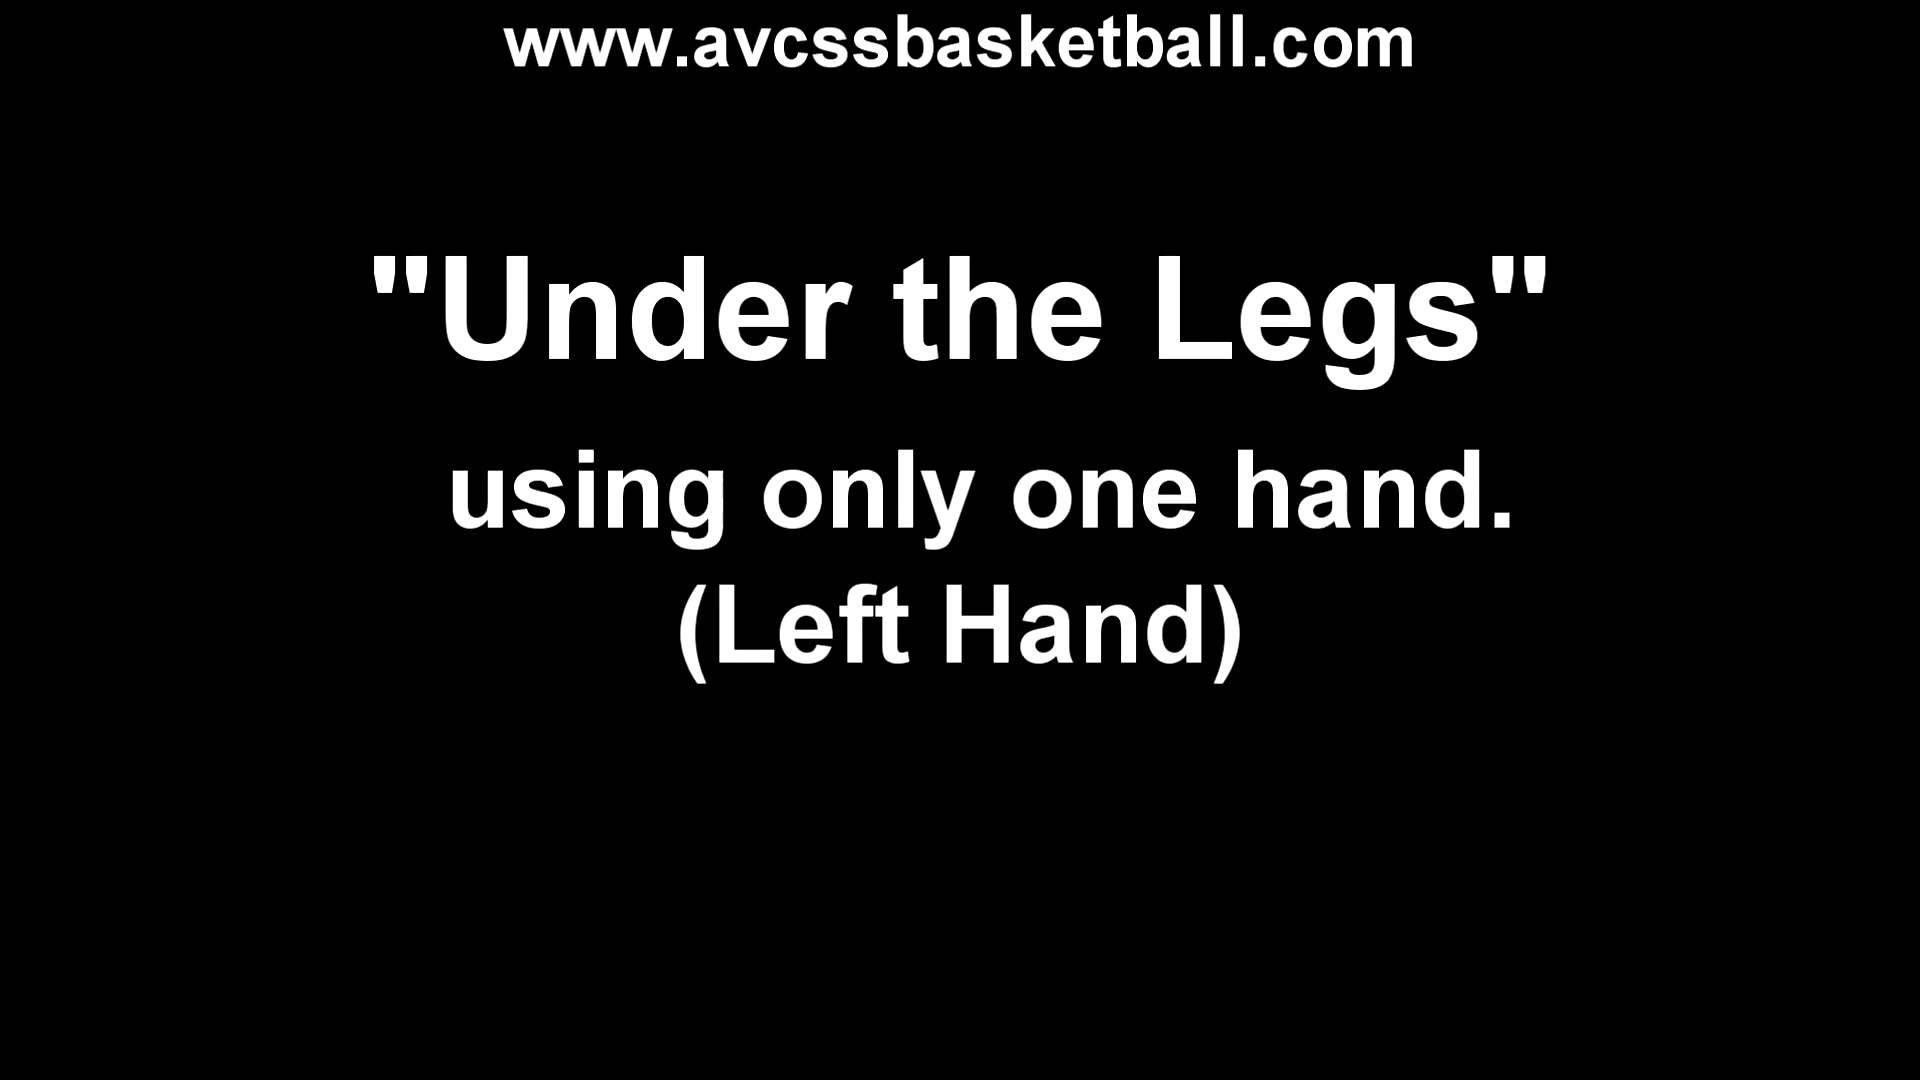 www.avcssbasketball.com
"Under the Legs"
using only one hand.
(Left Hand)